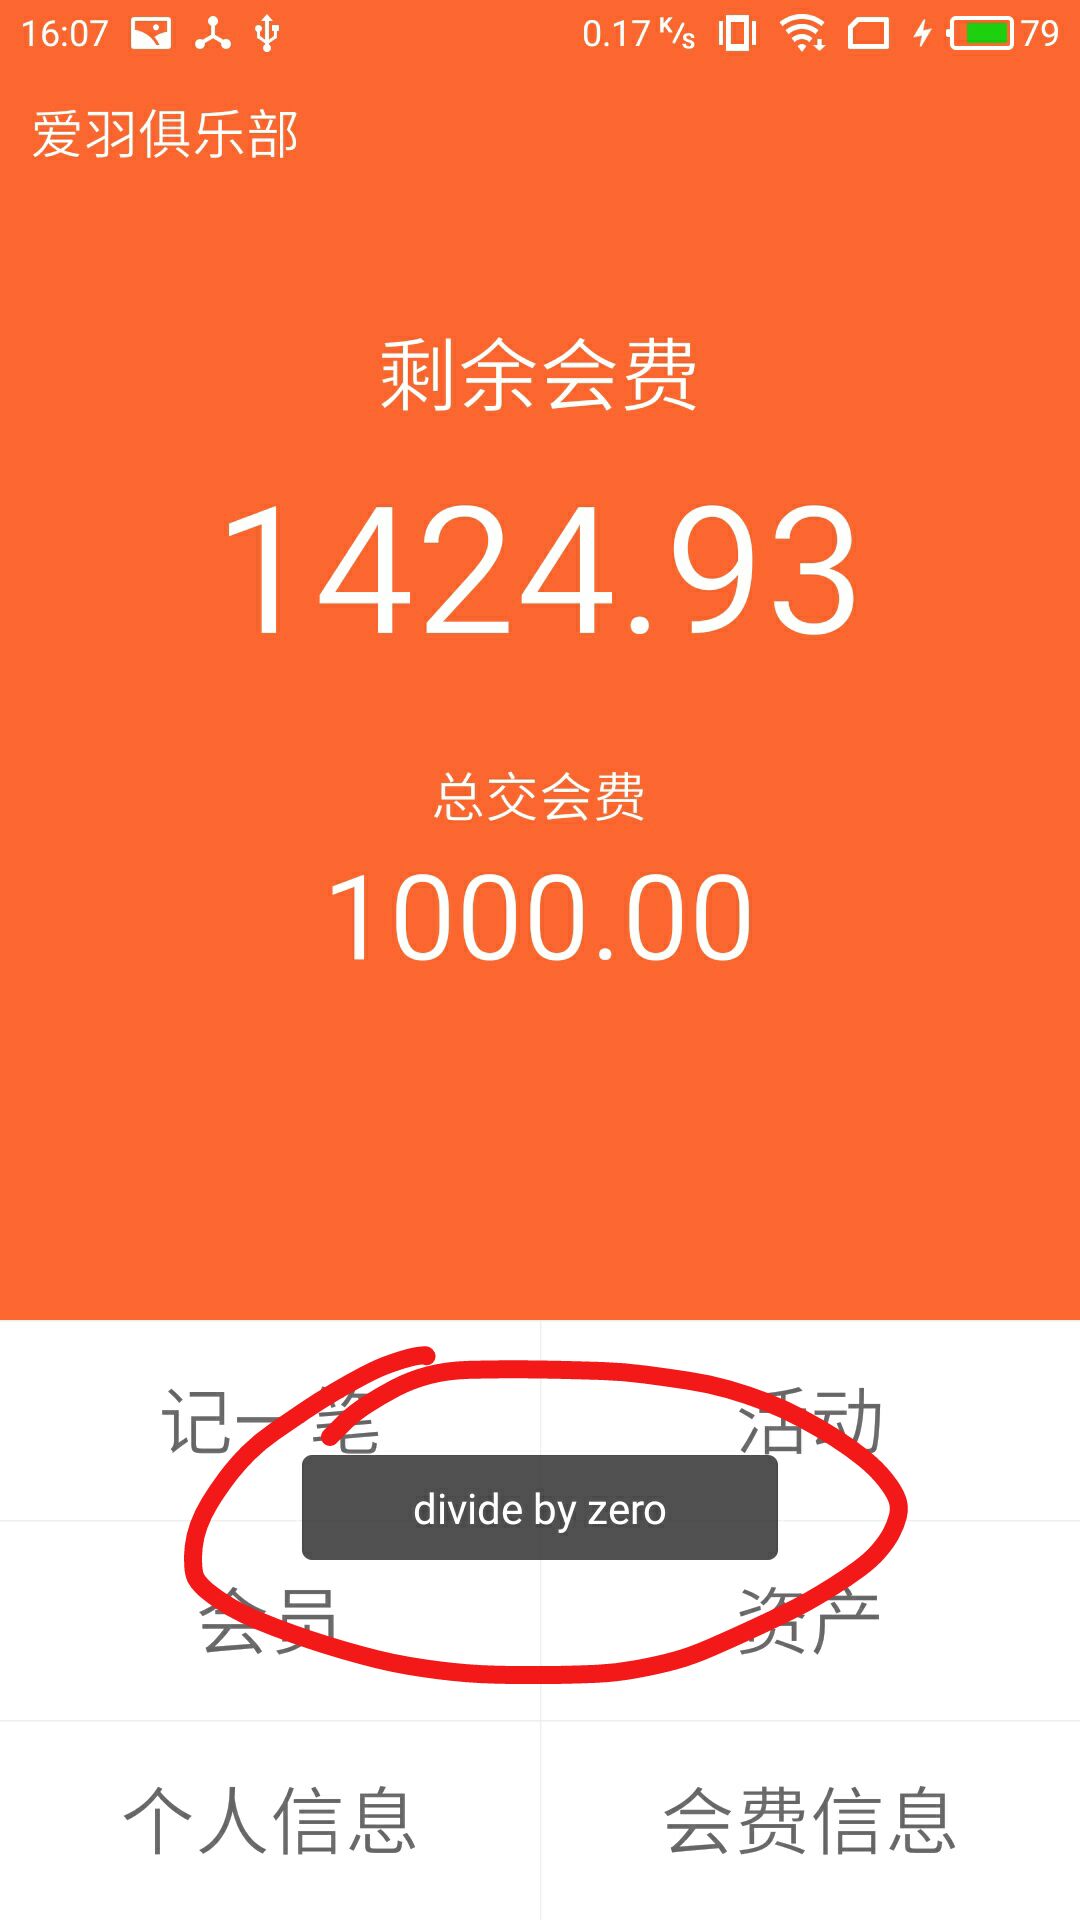 16:07 0.17 K/s 79
爱羽俱乐部
剩余会费
1424.93
总交会费
1000.00
记一笔 活动
divide by zero
会员 资产
个人信息 会费信息